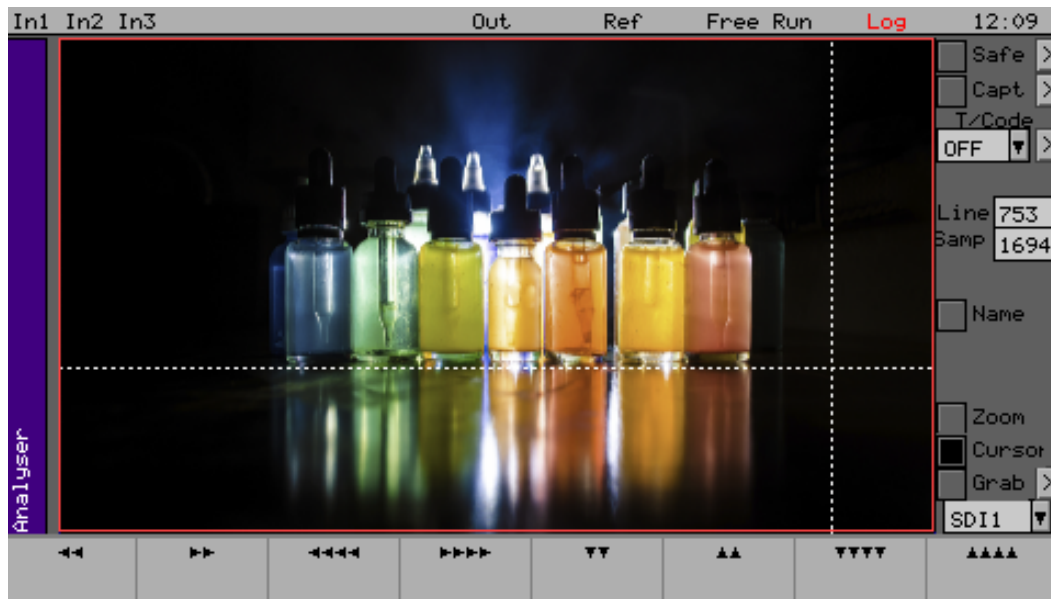 In1 In2 In3 Out Ref Free Run Log 12:09
Safe
Capt
T/Code
OFF
Line 753
Samp 1694
Name
Zoom
Cursor
Grab
SDI1
Analyser